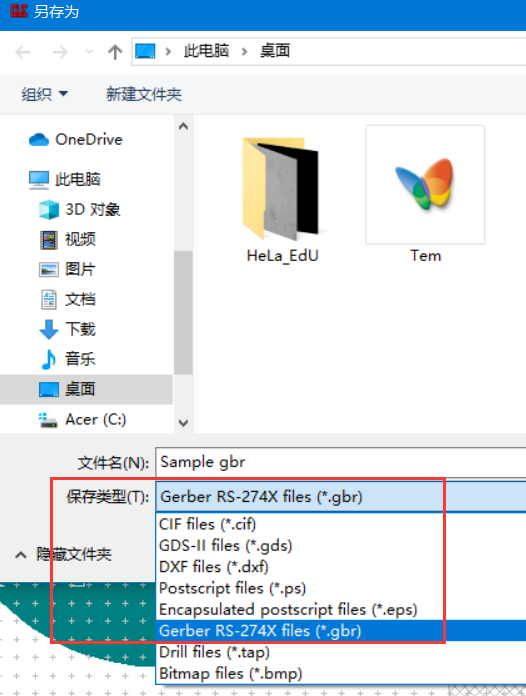 另存为
此电脑 > 桌面
组织 新建文件夹
OneDrive
此电脑
3D 对象
视频
图片
文档
下载
音乐
桌面
Acer (C:)
HeLa_EdU
Tem
文件名(N): Sample gbr
保存类型(T): Gerber RS-274X files (*.gbr)
CIF files (*.cif)
GDS-II files (*.gds)
DXF files (*.dxf)
Postscript files (*.ps)
Encapsulated postscript files (*.eps)
Gerber RS-274X files (*.gbr)
Drill files (*.tap)
Bitmap files (*.bmp)
隐藏文件夹